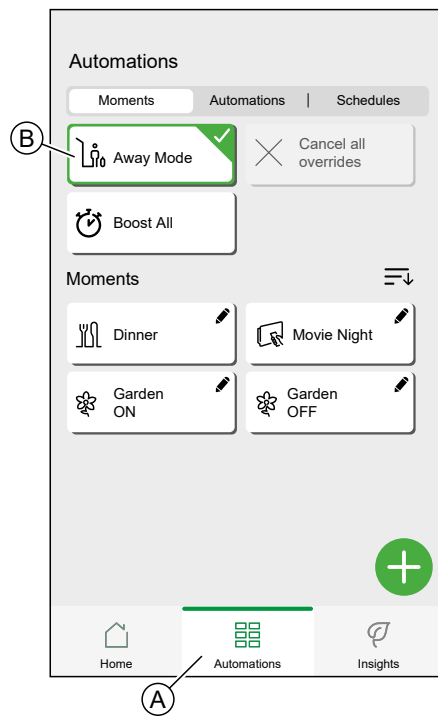 Automations
Moments Automations | Schedules
B
Away Mode
Cancel all
overrides
Boost All
Moments
Dinner
Movie Night
Garden
ON
Garden
OFF
Home Automations Insights
A